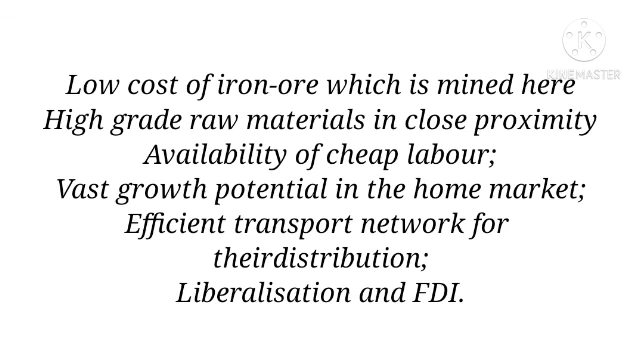 KINEMASTER
Low cost of iron-ore which is mined here
High grade raw materials in close proximity
Availability of cheap labour;
Vast growth potential in the home market;
Efficient transport network for
theirdistribution;
Liberalisation and FDI.